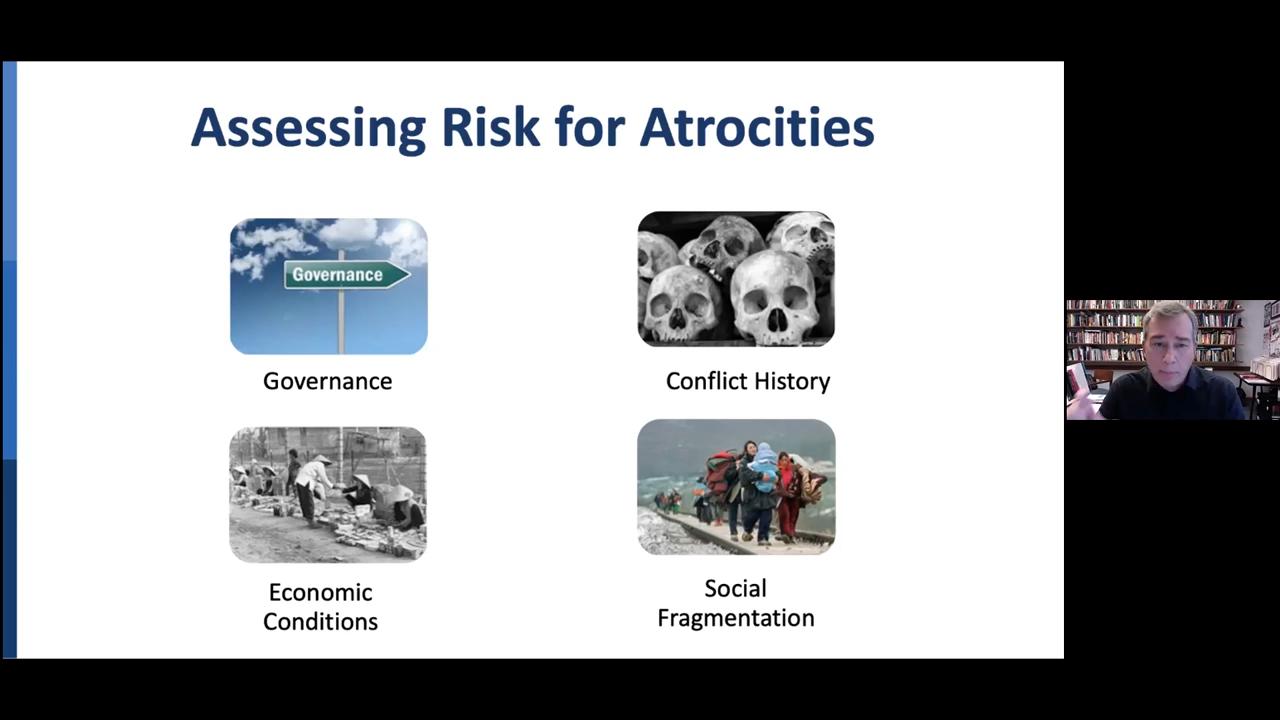 Assessing Risk for Atrocities
Governance
Governance
Conflict History
Economic
Conditions
Social
Fragmentation